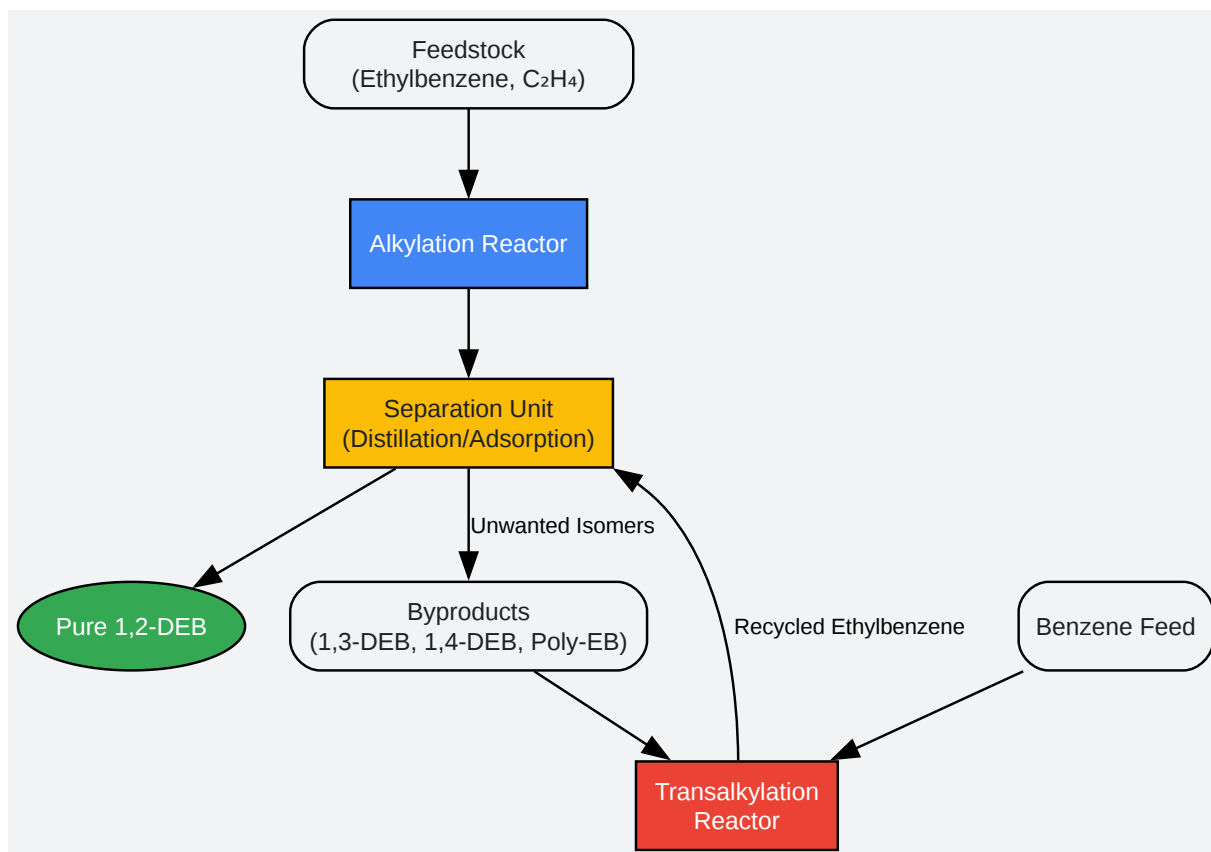 Feedstock
(Ethylbenzene, C₂H₄)
Alkylation Reactor
Separation Unit
(Distillation/Adsorption)
Unwanted Isomers
Pure 1,2-DEB
Byproducts
(1,3-DEB, 1,4-DEB, Poly-EB)
Recycled Ethylbenzene
Benzene Feed
Transalkylation
Reactor